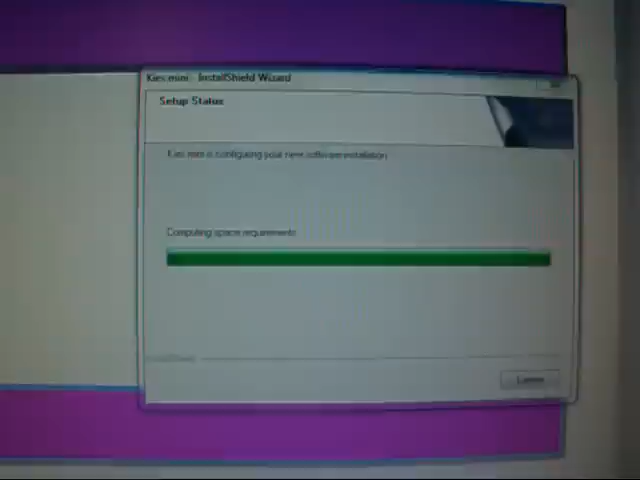 Kies mini - InstallShield Wizard
Setup Status
Kies mini is configuring your new software installation.
Computing space requirements
Cancel